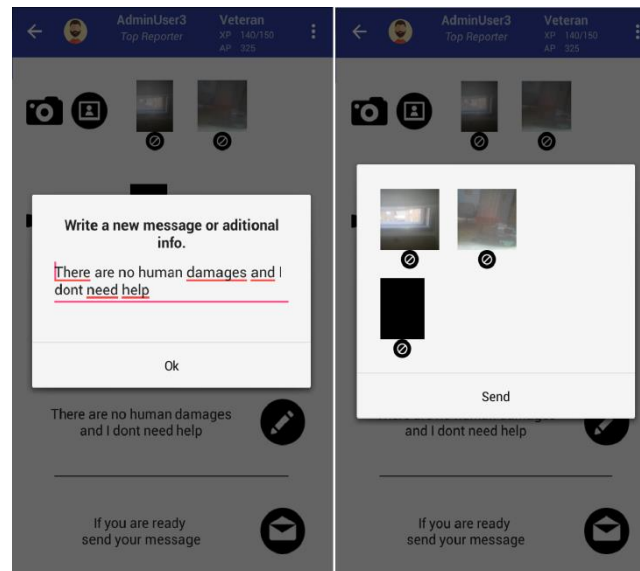 AdminUser3
Top Reporter
Veteran
XP 140/150
AP 325
Write a new message or aditional
info.
There are no human damages and I
dont need help
Ok
There are no human damages
and I dont need help
If you are ready
send your message
AdminUser3
Top Reporter
Veteran
XP 140/150
AP 325
Send
and I dont need help
If you are ready
send your message